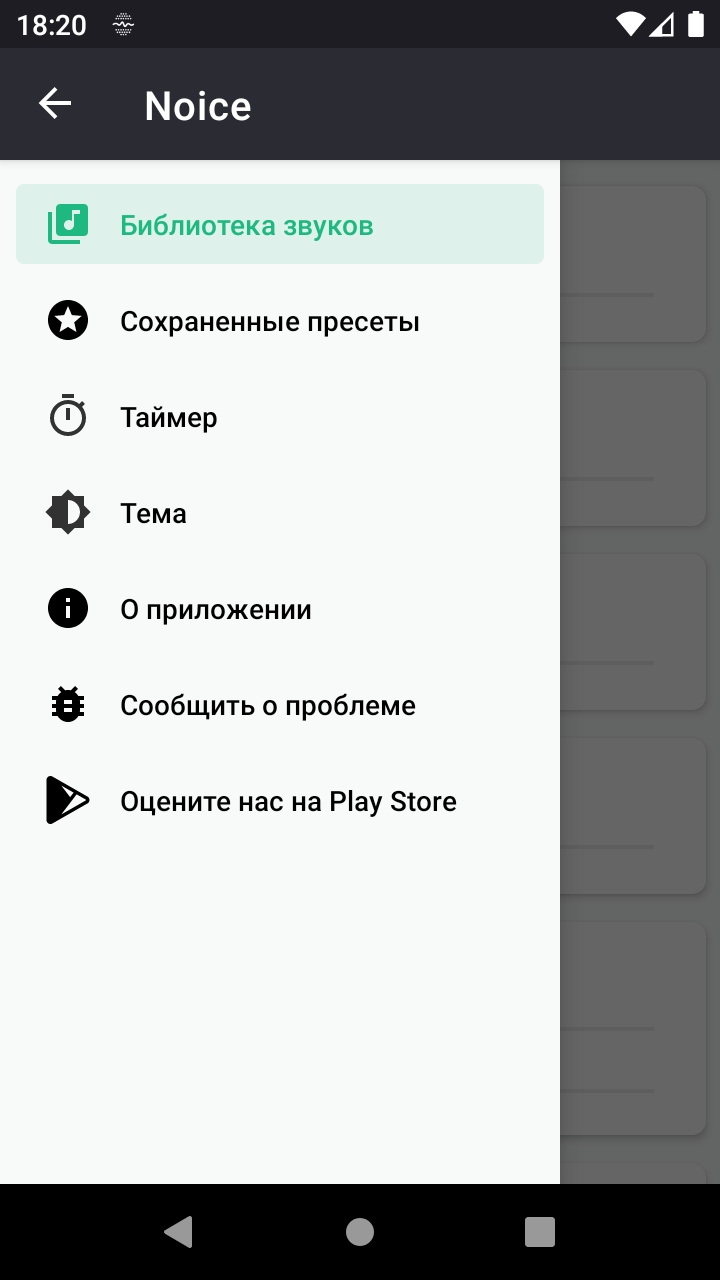 18:20
Noice
Библиотека звуков
Сохраненные пресеты
Таймер
Тема
О приложении
Сообщить о проблеме
Оцените нас на Play Store